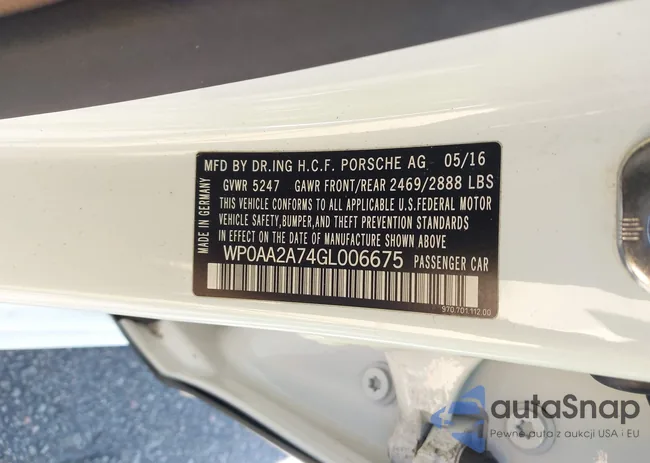 MFD BY DR.ING H.C.F. PORSCHE AG 05/16
GVWR 5247 GAWR FRONT/REAR 2469/2888 LBS
THIS VEHICLE CONFORMS TO ALL APPLICABLE U.S.FEDERAL MOTOR
VEHICLE SAFETY,BUMPER,AND THEFT PREVENTION STANDARDS
IN EFFECT ON THE DATE OF MANUFACTURE SHOWN ABOVE
WP0AA2A74GL006675 PASSENGER CAR
MADE IN GERMANY
970.701.112.00
autaSnap
Pewne auta z aukcji USA i EU